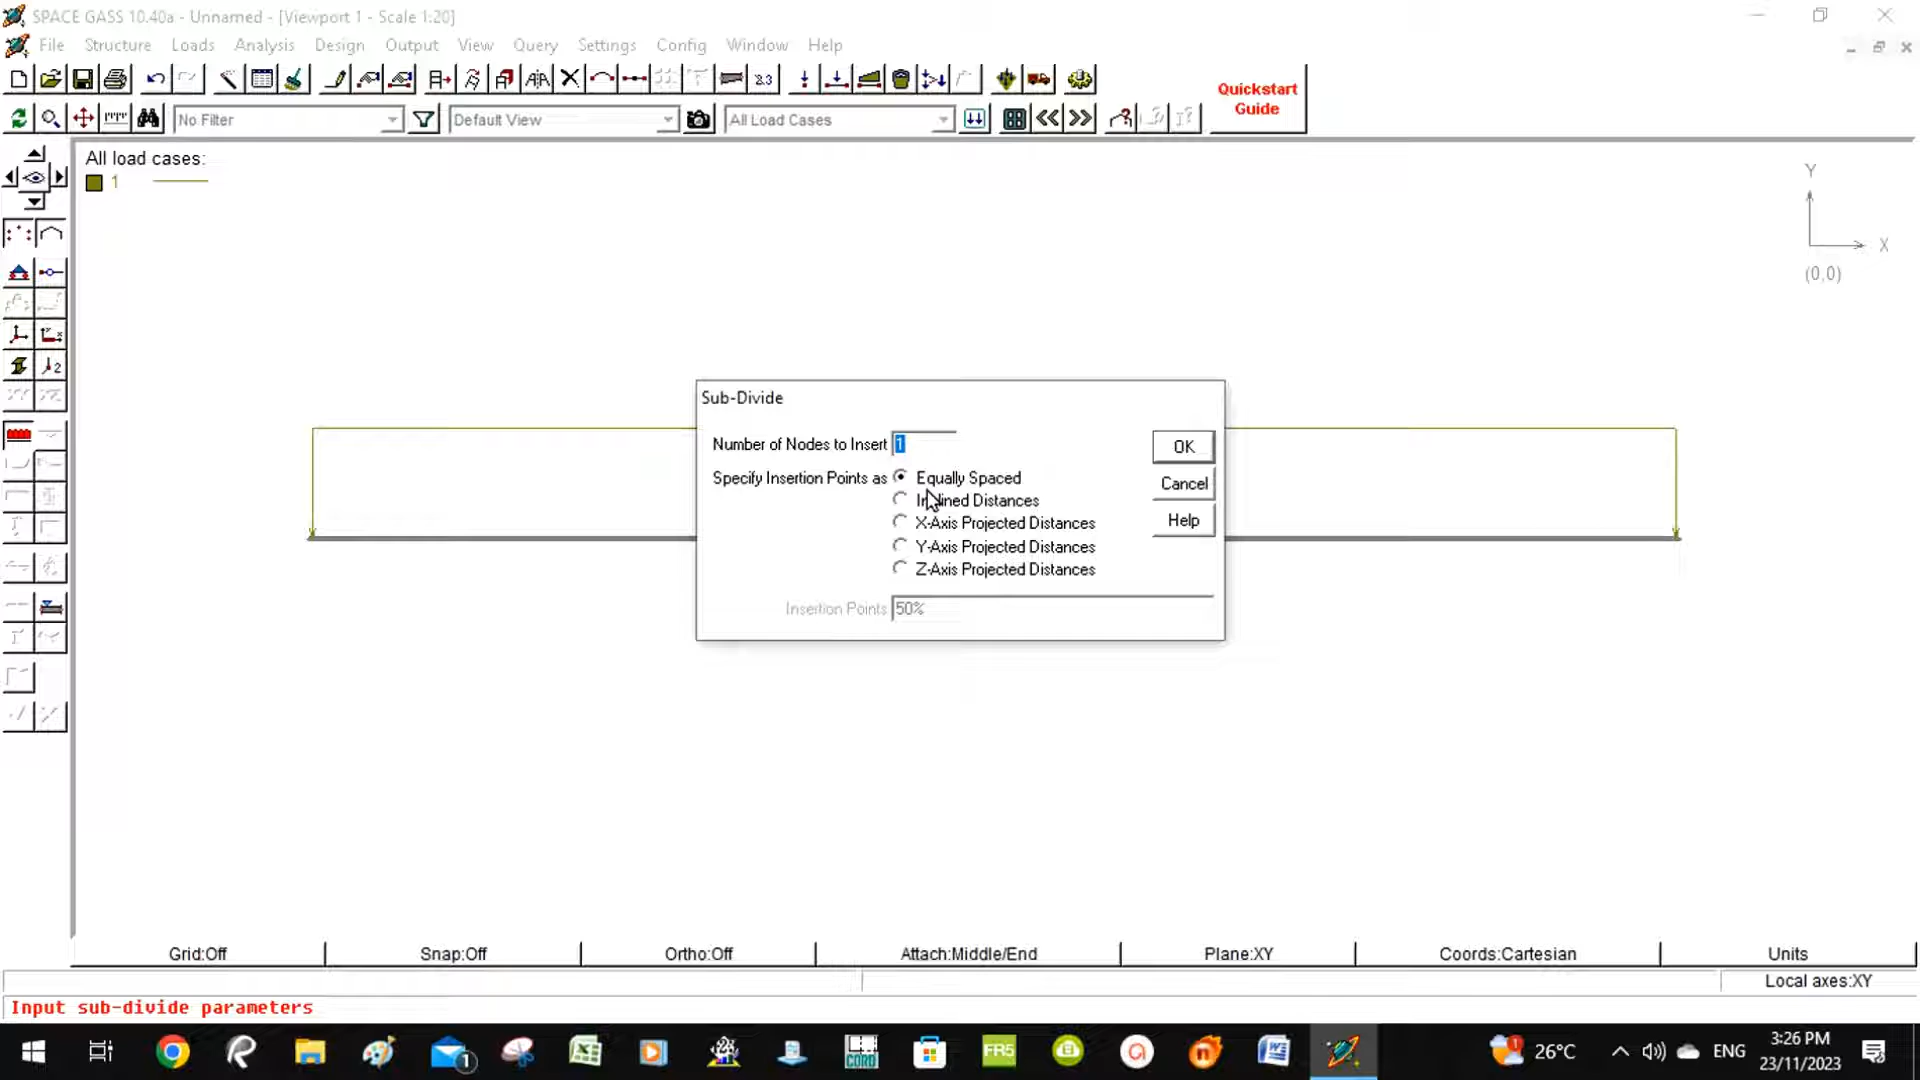 SPACE GASS 10.40a - Unnamed - [Viewport 1 - Scale 1:20]
File Structure Loads Analysis Design Output View Query Settings Config Window Help
2.3
Quickstart
Guide
No Filter
Default View
All Load Cases
All load cases:
1
Y
X
(0,0)
Sub-Divide
Number of Nodes to Insert 1
OK
Specify Insertion Points as Equally Spaced
Cancel
Inclined Distances
X-Axis Projected Distances
Help
Y-Axis Projected Distances
Z-Axis Projected Distances
Insertion Points 50%
Grid:Off Snap:Off Ortho:Off Attach:Middle/End Plane:XY Coords:Cartesian Units
Local axes:XY
Input sub-divide parameters
1
CORD
FR5
26°C
ENG
3:26 PM
23/11/2023